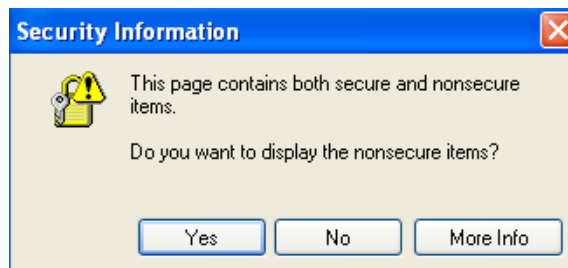 Security Information
This page contains both secure and nonsecure
items.
Do you want to display the nonsecure items?
Yes
No
More Info